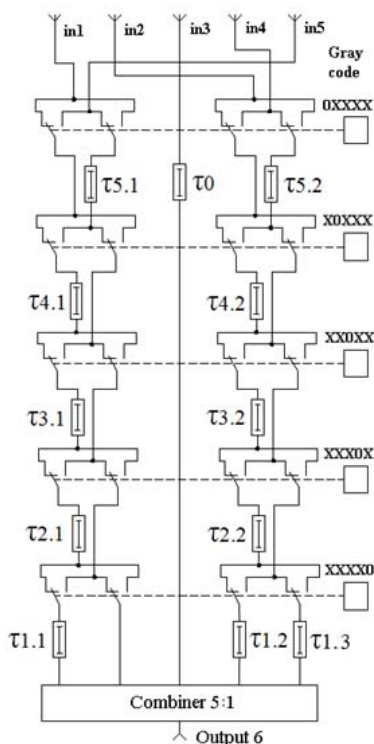 in1 in2 in3 in4 in5
Gray
code
0XXXX
τ5.1 τ0 τ5.2
X0XXX
τ4.1 τ4.2
XX0XX
τ3.1 τ3.2
XXX0X
τ2.1 τ2.2
XXXX0
τ1.1 τ1.2 τ1.3
Combiner 5:1
Output 6